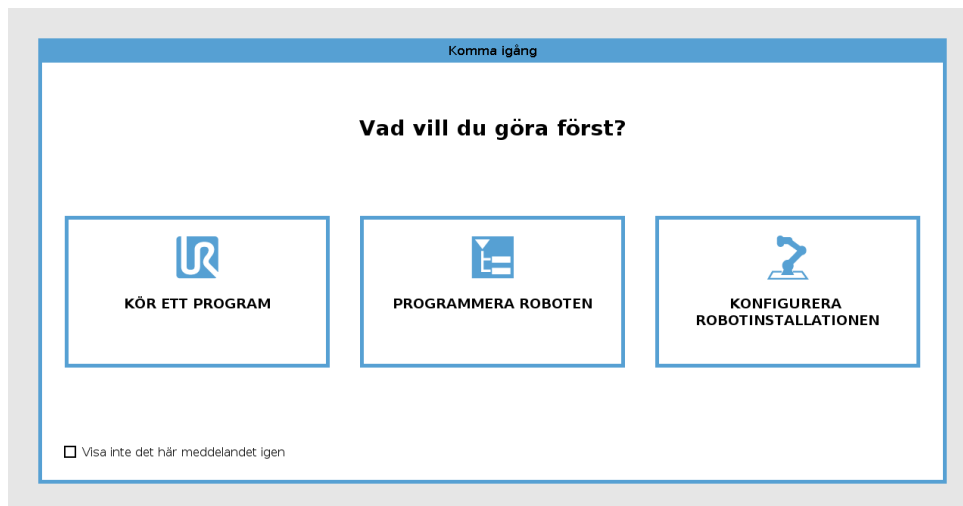 Komma igång
Vad vill du göra först?
KÖR ETT PROGRAM
PROGRAMMERA ROBOTEN
KONFIGURERA
ROBOTINSTALLATIONEN
Visa inte det här meddelandet igen